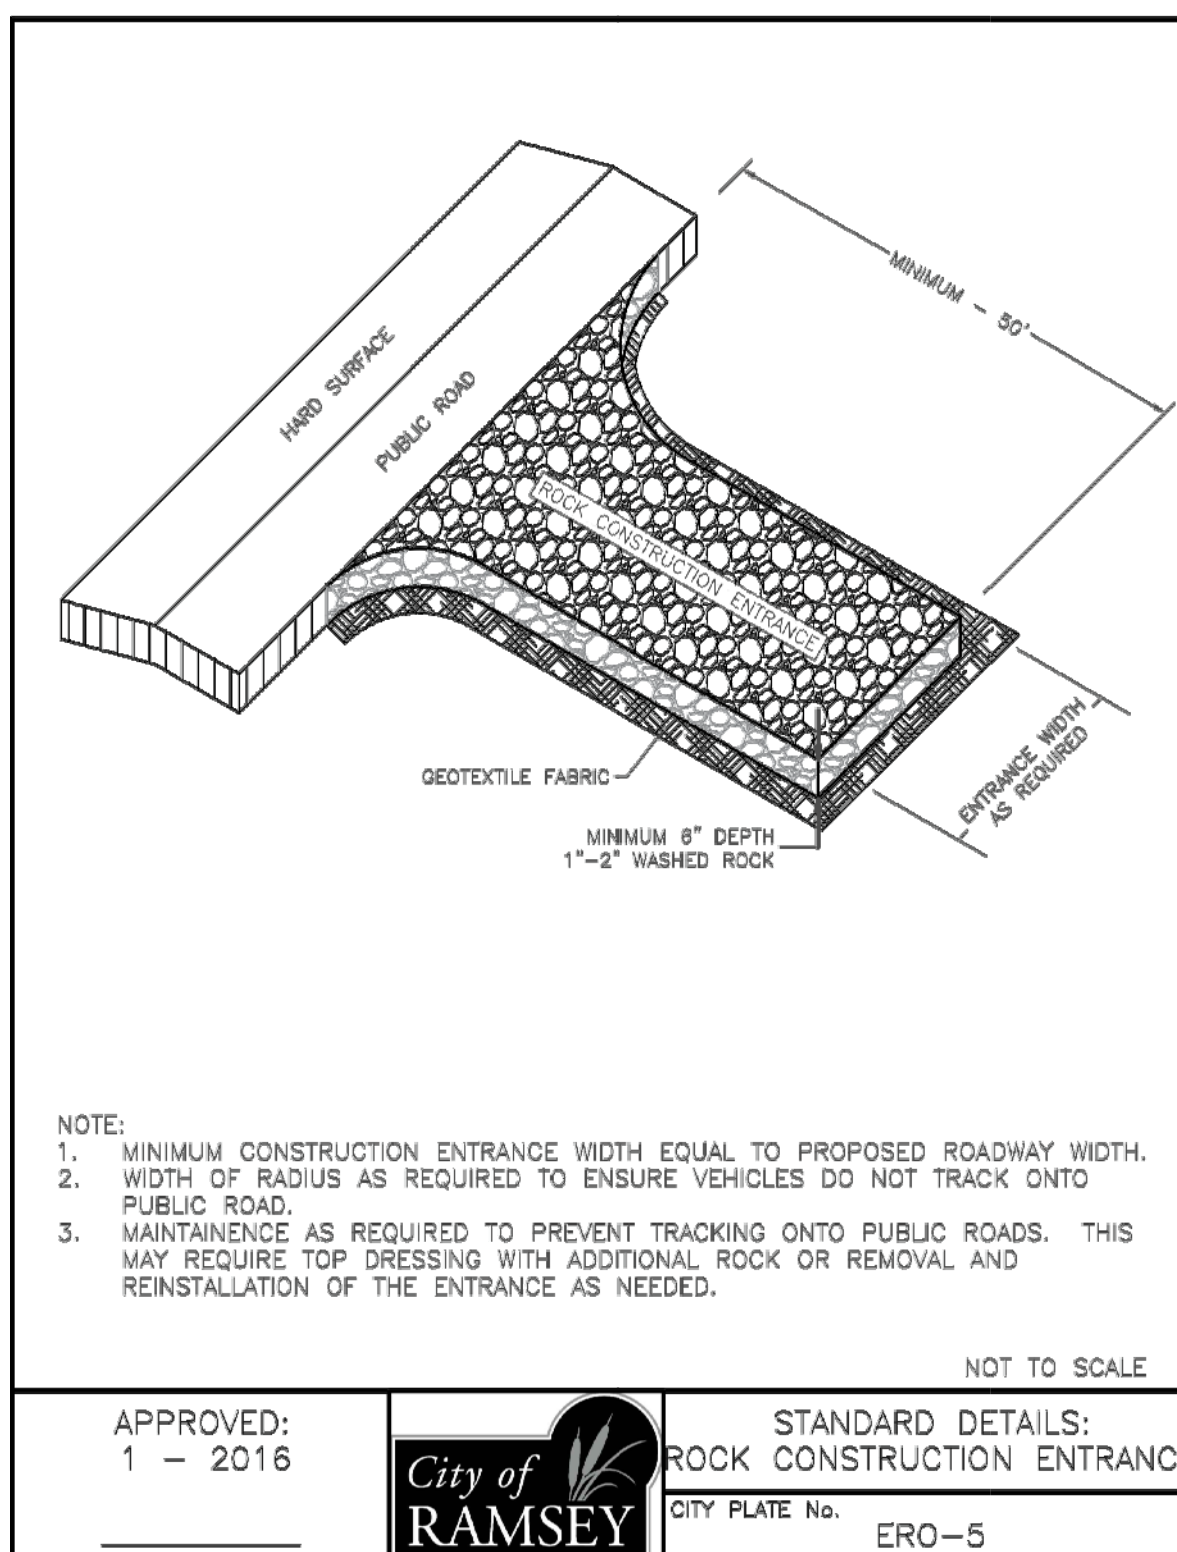 MINIMUM - 50'
HARD SURFACE
PUBLIC ROAD
ROCK CONSTRUCTION ENTRANCE
ENTRANCE WIDTH
AS REQUIRED
GEOTEXTILE FABRIC
MINIMUM 6" DEPTH
1"-2" WASHED ROCK
NOTE:
1. MINIMUM CONSTRUCTION ENTRANCE WIDTH EQUAL TO PROPOSED ROADWAY WIDTH.
2. WIDTH OF RADIUS AS REQUIRED TO ENSURE VEHICLES DO NOT TRACK ONTO
PUBLIC ROAD.
3. MAINTAINENCE AS REQUIRED TO PREVENT TRACKING ONTO PUBLIC ROADS. THIS
MAY REQUIRE TOP DRESSING WITH ADDITIONAL ROCK OR REMOVAL AND
REINSTALLATION OF THE ENTRANCE AS NEEDED.
NOT TO SCALE
APPROVED:
1 - 2016
City of
RAMSEY
STANDARD DETAILS:
ROCK CONSTRUCTION ENTRANC
CITY PLATE No.
ERO-5